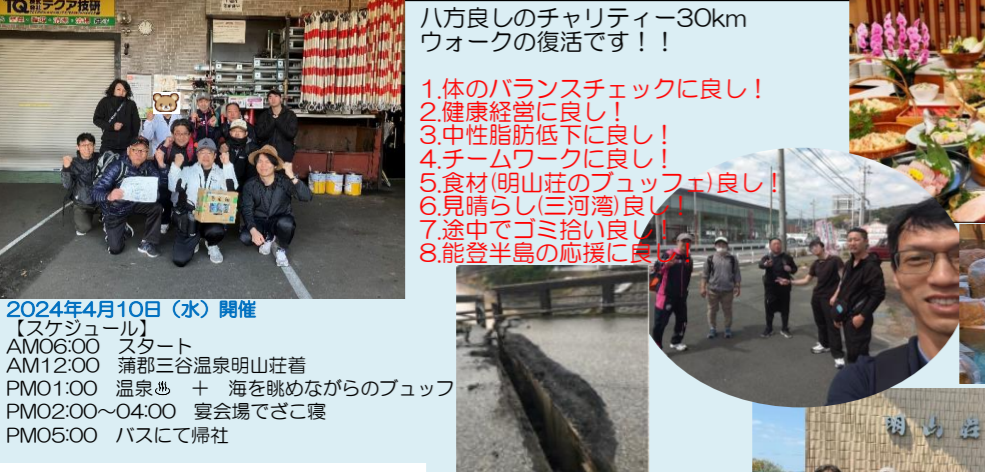 テクア技研
八方良しのチャリティー30km
ウォークの復活です！！
1.体のバランスチェックに良し！
2.健康経営に良し！
3.中性脂肪低下に良し！
4.チームワークに良し！
5.食材(明山荘のブュッフェ)良し！
6.見晴らし(三河湾)良し！
7.途中でゴミ拾い良し！
8.能登半島の応援に良し！
2024年4月10日（水）開催
【スケジュール】
AM06:00　スタート
AM12:00　蒲郡三谷温泉明山荘着
PM01:00　温泉♨　＋　海を眺めながらのブュッフ
PM02:00～04:00　宴会場でざこ寝
PM05:00　バスにて帰社
明山荘